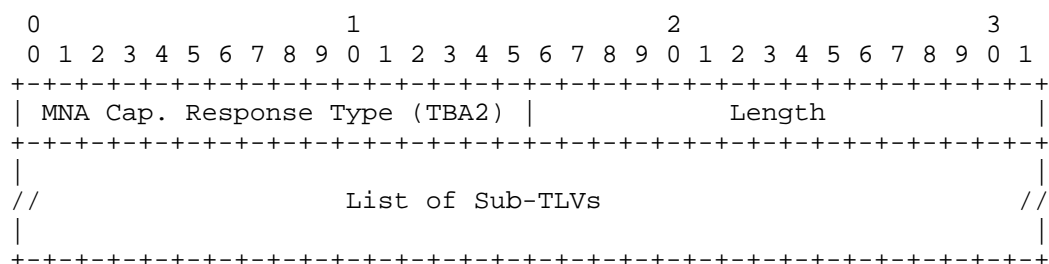 0                   1                   2                   3
 0 1 2 3 4 5 6 7 8 9 0 1 2 3 4 5 6 7 8 9 0 1 2 3 4 5 6 7 8 9 0 1
+-+-+-+-+-+-+-+-+-+-+-+-+-+-+-+-+-+-+-+-+-+-+-+-+-+-+-+-+-+-+-+-+
| MNA Cap. Response Type (TBA2) |            Length             |
+-+-+-+-+-+-+-+-+-+-+-+-+-+-+-+-+-+-+-+-+-+-+-+-+-+-+-+-+-+-+-+-+
|                                                               |
//                   List of Sub-TLVs                          //
|                                                               |
+-+-+-+-+-+-+-+-+-+-+-+-+-+-+-+-+-+-+-+-+-+-+-+-+-+-+-+-+-+-+-+-+